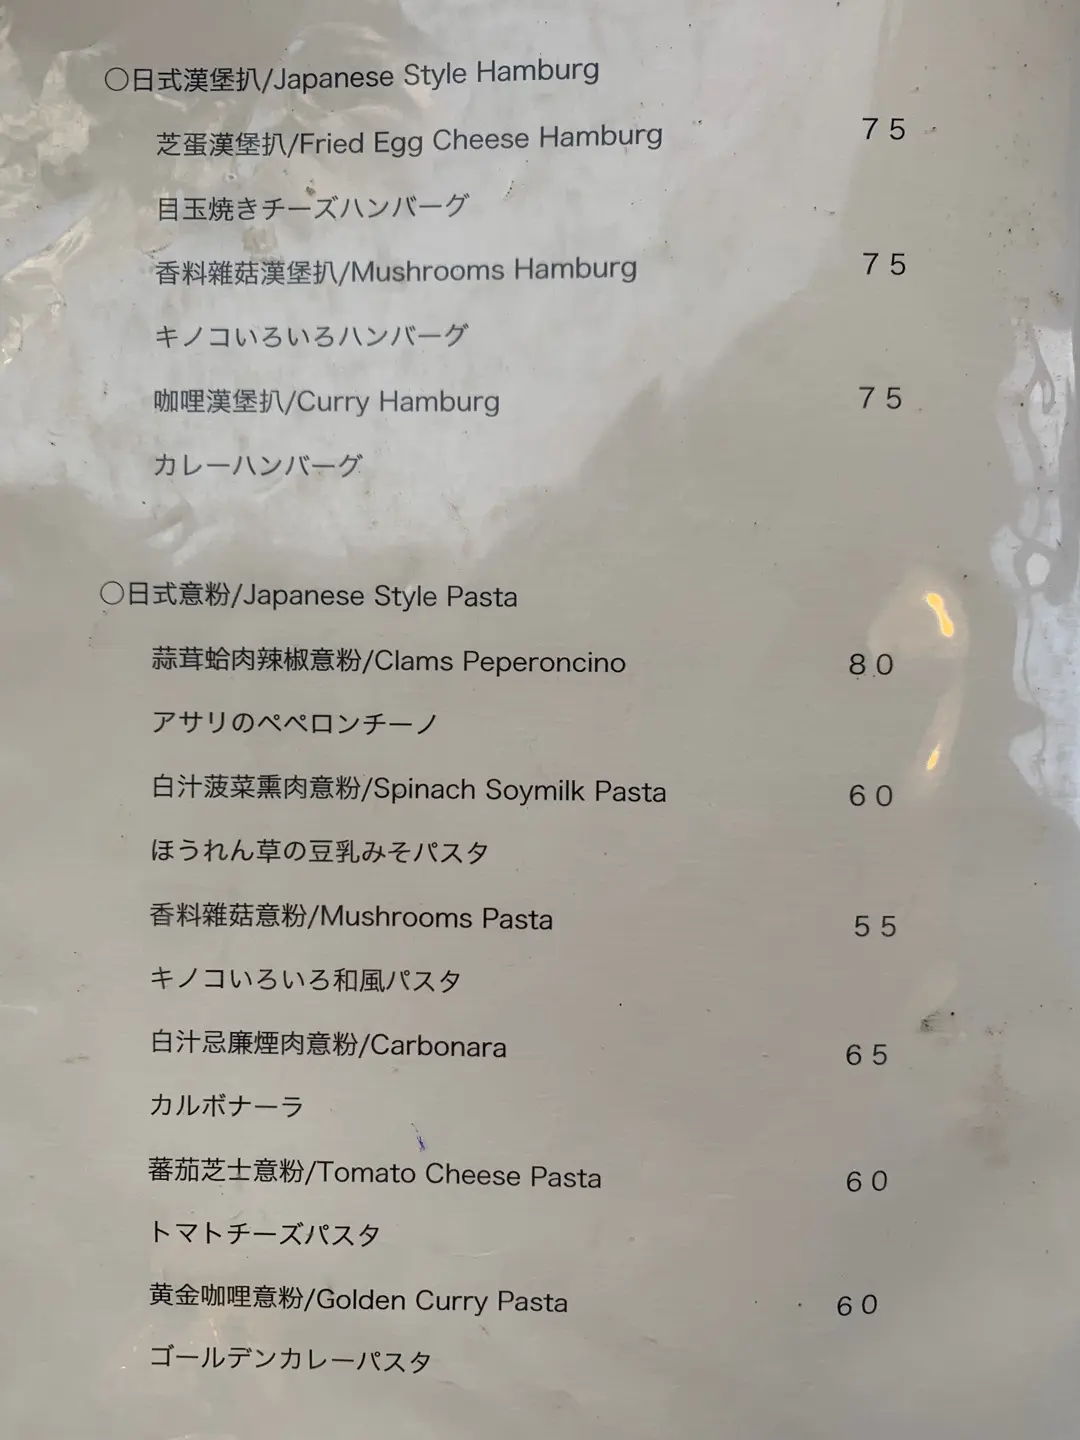 ○日式漢堡扒/Japanese Style Hamburg
芝蛋漢堡扒/Fried Egg Cheese Hamburg 75
目玉焼きチーズハンバーグ
香料雜菇漢堡扒/Mushrooms Hamburg 75
キノコいろいろハンバーグ
咖哩漢堡扒/Curry Hamburg 75
カレーハンバーグ
○日式意粉/Japanese Style Pasta
蒜茸蛤肉辣椒意粉/Clams Peperoncino 80
アサリのペペロンチーノ
白汁菠菜熏肉意粉/Spinach Soymilk Pasta 60
ほうれん草の豆乳みそパスタ
香料雜菇意粉/Mushrooms Pasta 55
キノコいろいろ和風パスタ
白汁忌廉煙肉意粉/Carbonara 65
カルボナーラ
蕃茄芝士意粉/Tomato Cheese Pasta 60
トマトチーズパスタ
黄金咖哩意粉/Golden Curry Pasta 60
ゴールデンカレーパスタ